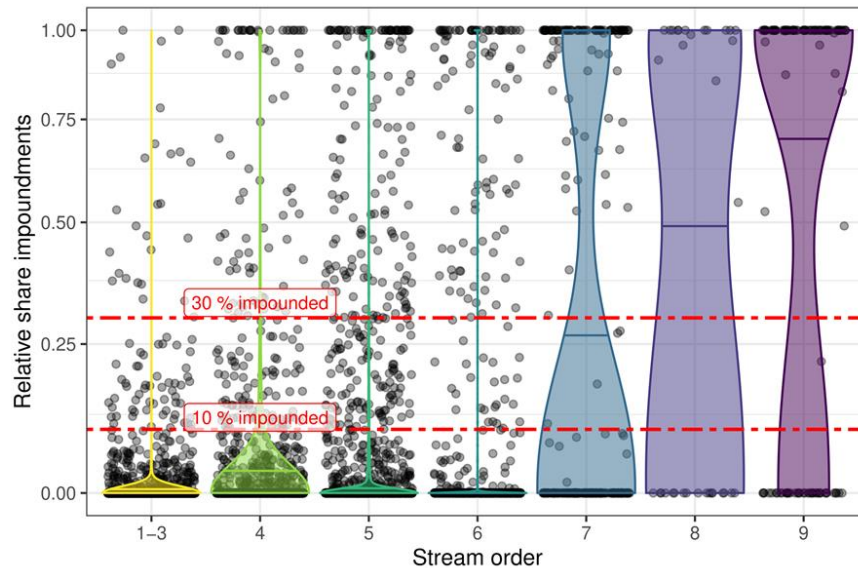 Relative share impoundments
1.00
0.75
0.50
30 % impounded
0.25
10 % impounded
0.00
1–3 4 5 6 7 8 9
Stream order